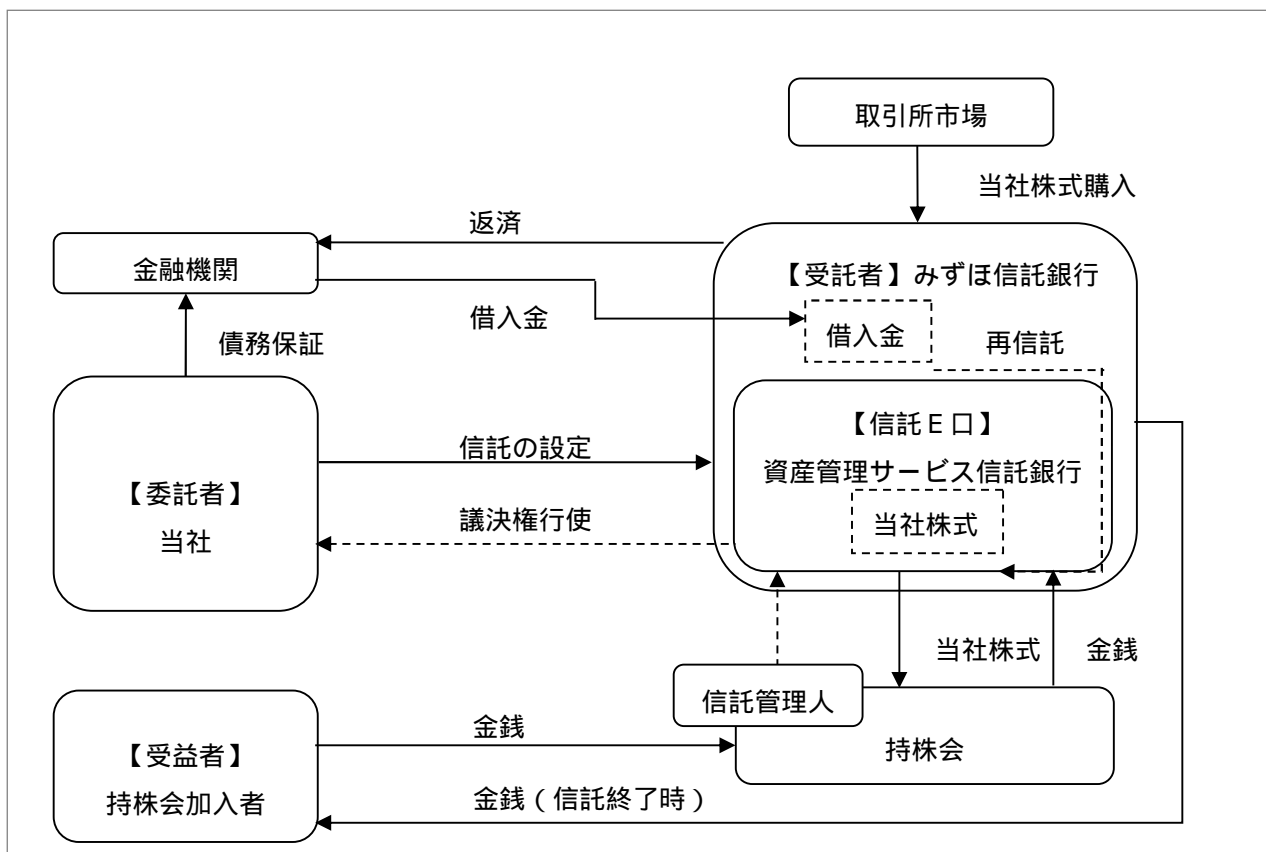 取引所市場
当社株式購入
返済
金融機関
【受託者】みずほ信託銀行
借入金
借入金
再信託
債務保証
【信託Ｅ口】
信託の設定
資産管理サービス信託銀行
【委託者】
当社
当社株式
議決権行使
当社株式
金銭
信託管理人
金銭
持株会
【受益者】
持株会加入者
金銭（信託終了時）